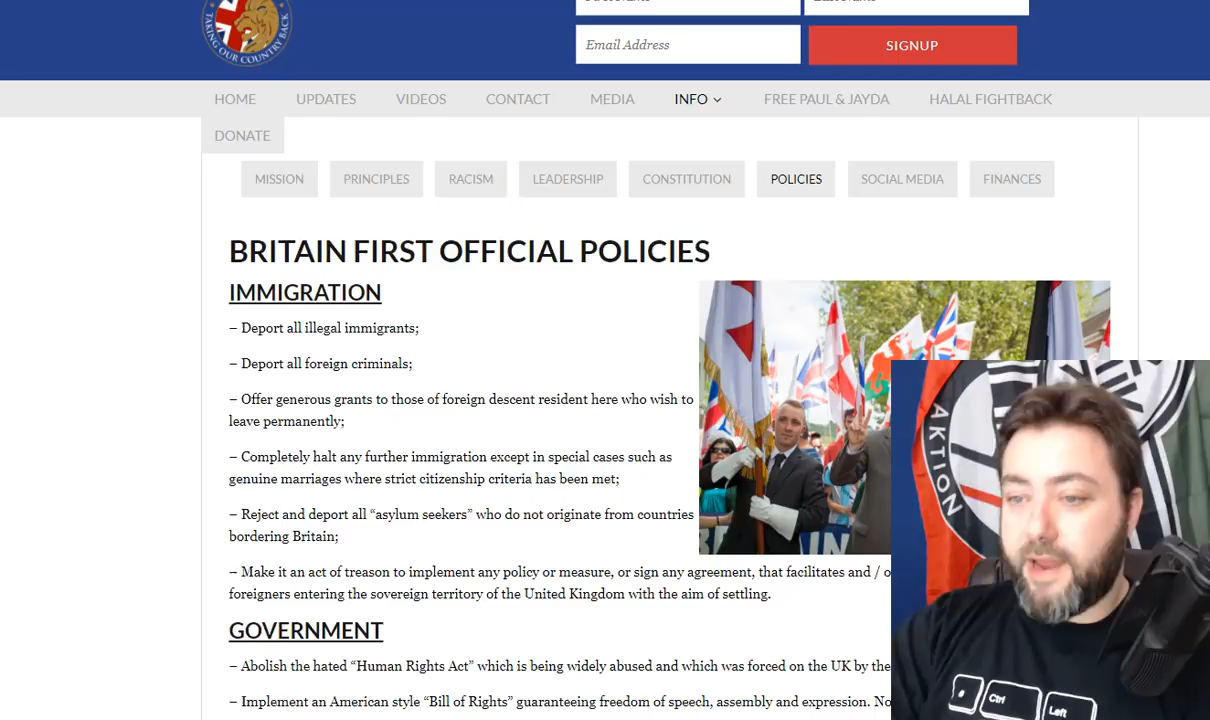 TAKING OUR COUNTRY BACK
Email Address
SIGNUP
HOME UPDATES VIDEOS CONTACT MEDIA INFO FREE PAUL & JAYDA HALAL FIGHTBACK
DONATE
MISSION PRINCIPLES RACISM LEADERSHIP CONSTITUTION POLICIES SOCIAL MEDIA FINANCES
BRITAIN FIRST OFFICIAL POLICIES
IMMIGRATION
– Deport all illegal immigrants;
– Deport all foreign criminals;
– Offer generous grants to those of foreign descent resident here who wish to
leave permanently;
– Completely halt any further immigration except in special cases such as
genuine marriages where strict citizenship criteria has been met;
– Reject and deport all “asylum seekers” who do not originate from countries
bordering Britain;
– Make it an act of treason to implement any policy or measure, or sign any agreement, that facilitates and / o
foreigners entering the sovereign territory of the United Kingdom with the aim of settling.
GOVERNMENT
– Abolish the hated “Human Rights Act” which is being widely abused and which was forced on the UK by the
– Implement an American style “Bill of Rights” guaranteeing freedom of speech, assembly and expression. No
AKTION
#
Ctrl
Left